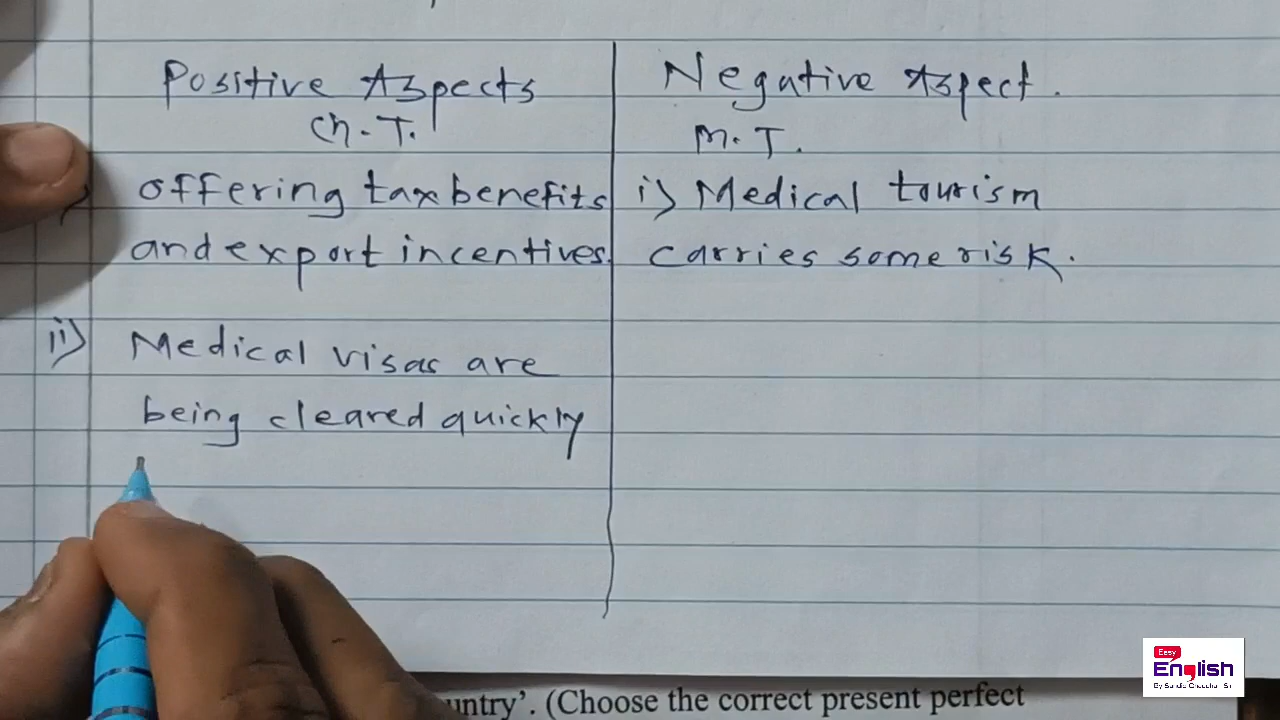 Positive Aspects
Ch. T.
offering tax benefits
and export incentives.
ii) Medical visas are
being cleared quickly
Negative Aspect.
M. T.
i) Medical tourism
carries some risk.
untry’. (Choose the correct present perfect
Easy
English